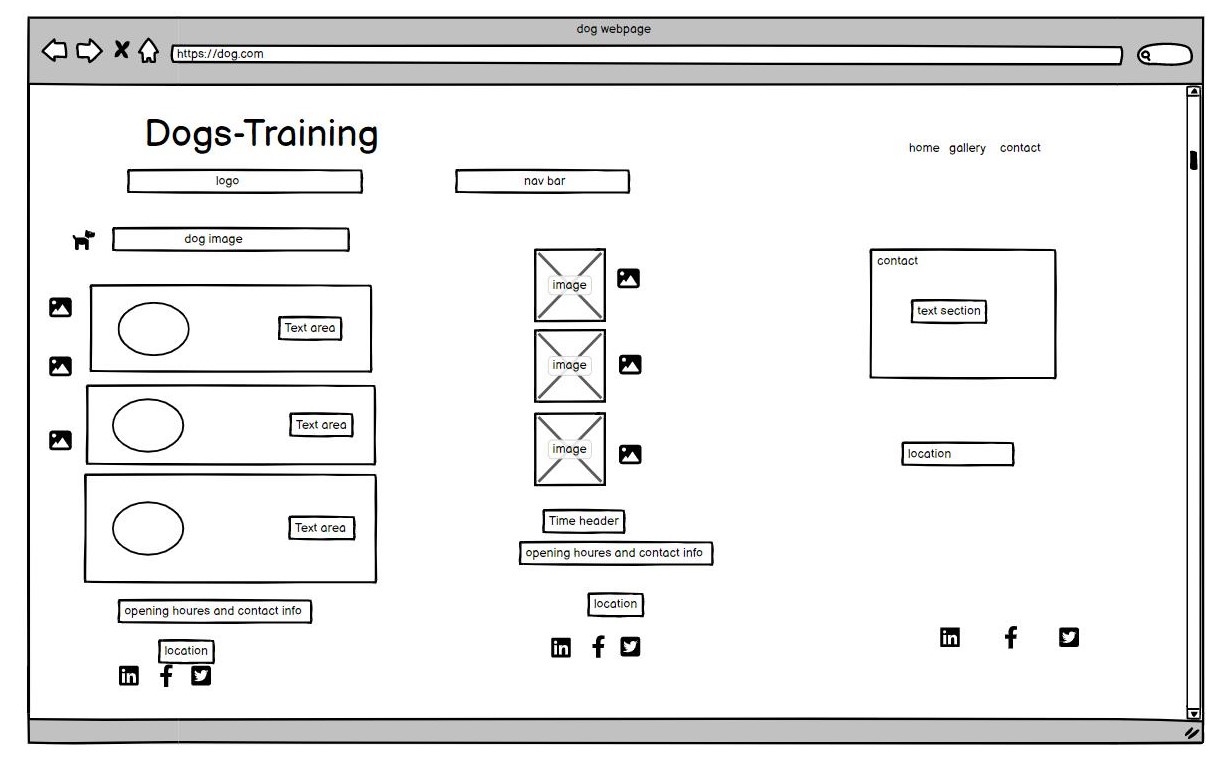 dog webpage
https://dog.com
Dogs-Training
home gallery contact
logo
nav bar
dog image
Text area
Text area
Text area
opening houres and contact info
location
image
image
image
Time header
opening houres and contact info
location
contact
text section
location